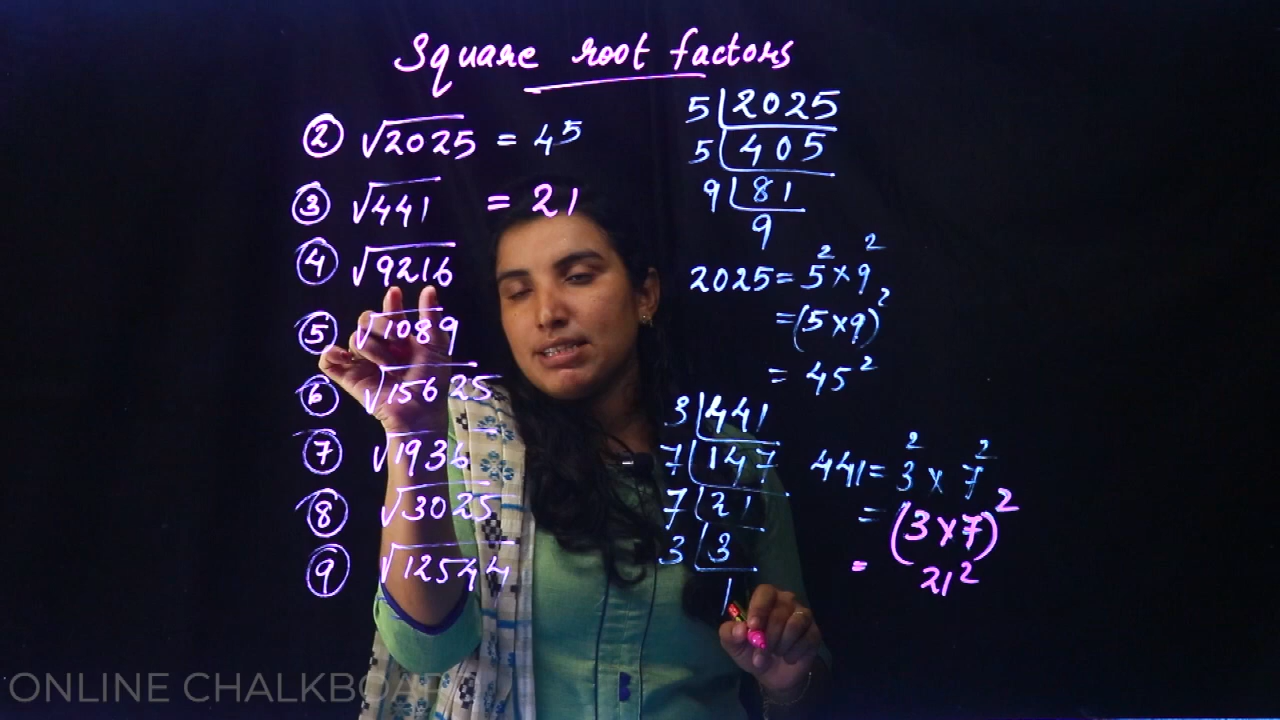 Square root factors
② √2025 = 45
③ √441 = 21
④ √9216
⑤ √1089
⑥ √15625
⑦ √1936
⑧ √3025
⑨ √12544
5 | 2025
5 | 405
9 | 81
9
2025 = 5² × 9²
= (5 × 9)²
= 45²
3 | 441
7 | 147
7 | 21
3 | 3
1
441 = 3² × 7²
= (3 × 7)²
= 21²
ONLINE CHALKBOA